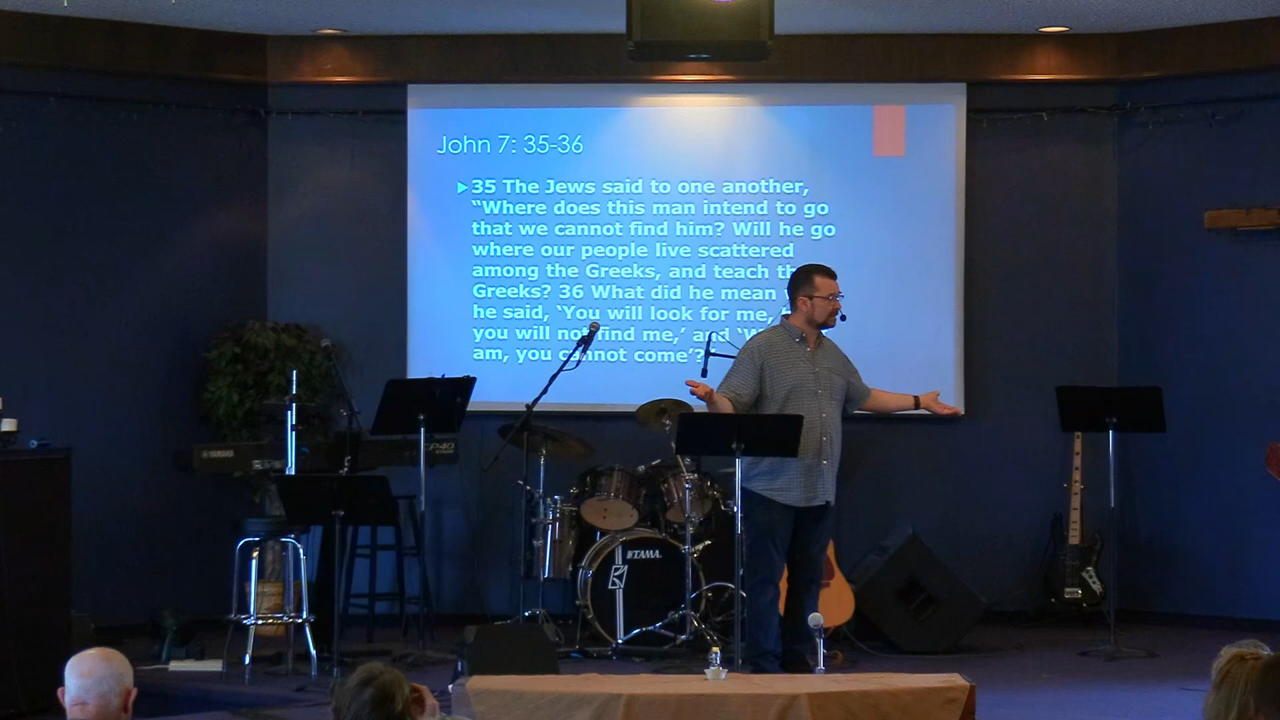 John 7: 35-36
35 The Jews said to one another,
“Where does this man intend to go
that we cannot find him? Will he go
where our people live scattered
among the Greeks, and teach
Greeks? 36 What did he mean
he said, ‘You will look for me,
you will not find me,’ and
am, you cannot come’?
YAMAHA
CP40
TAMA